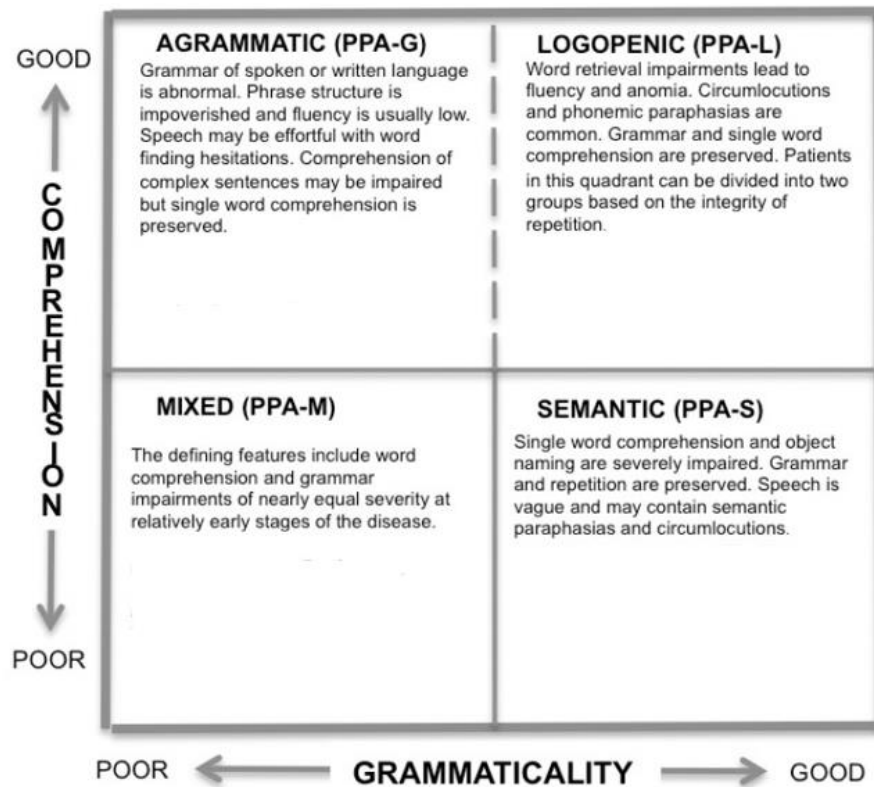 AGRAMMATIC (PPA-G)
Grammar of spoken or written language
is abnormal. Phrase structure is
impoverished and fluency is usually low.
Speech may be effortful with word
finding hesitations. Comprehension of
complex sentences may be impaired
but single word comprehension is
preserved.
LOGOPENIC (PPA-L)
Word retrieval impairments lead to
fluency and anomia. Circumlocutions
and phonemic paraphasias are
common. Grammar and single word
comprehension are preserved. Patients
in this quadrant can be divided into two
groups based on the integrity of
repetition.
GOOD
COMPREHENSION
POOR
MIXED (PPA-M)
The defining features include word
comprehension and grammar
impairments of nearly equal severity at
relatively early stages of the disease.
SEMANTIC (PPA-S)
Single word comprehension and object
naming are severely impaired. Grammar
and repetition are preserved. Speech is
vague and may contain semantic
paraphasias and circumlocutions.
POOR
GRAMMATICALITY
GOOD